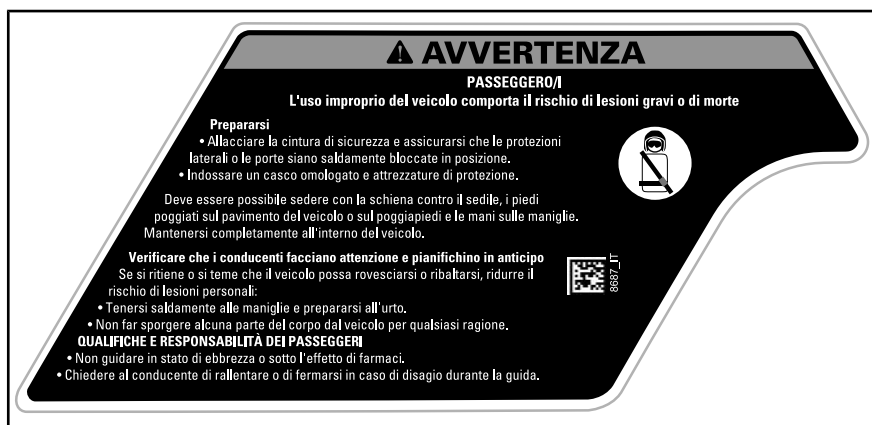 AVVERTENZA
PASSEGGERO/I
L'uso improprio del veicolo comporta il rischio di lesioni gravi o di morte
Prepararsi
• Allacciare la cintura di sicurezza e assicurarsi che le protezioni
laterali o le porte siano saldamente bloccate in posizione.
• Indossare un casco omologato e attrezzature di protezione.
Deve essere possibile sedere con la schiena contro il sedile, i piedi
poggiati sul pavimento del veicolo o sul poggiapiedi e le mani sulle maniglie.
Mantenersi completamente all'interno del veicolo.
Verificare che i conducenti facciano attenzione e pianifichino in anticipo
Se si ritiene o si teme che il veicolo possa rovesciarsi o ribaltarsi, ridurre il
rischio di lesioni personali:
• Tenersi saldamente alle maniglie e prepararsi all'urto.
• Non far sporgere alcuna parte del corpo dal veicolo per qualsiasi ragione.
QUALIFICHE E RESPONSABILITÀ DEI PASSEGGERI
• Non guidare in stato di ebbrezza o sotto l'effetto di farmaci.
• Chiedere al conducente di rallentare o di fermarsi in caso di disagio durante la guida.
8687_IT